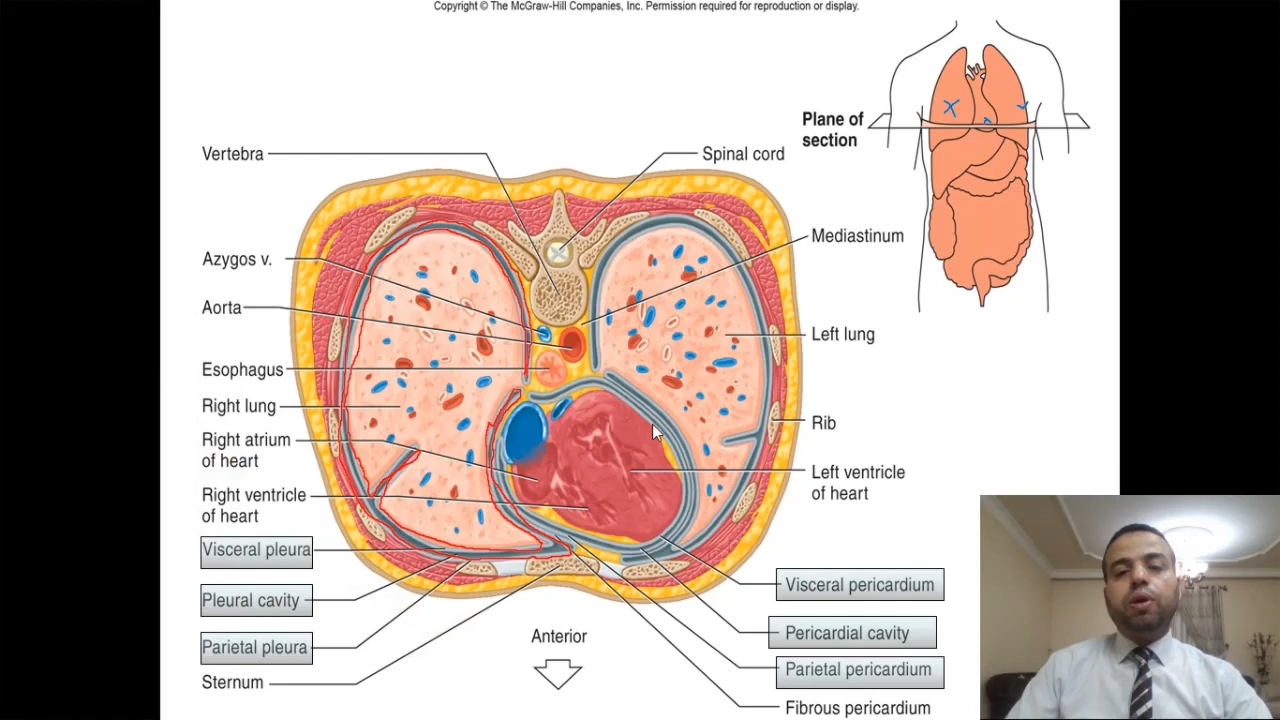 Copyright © The McGraw-Hill Companies, Inc. Permission required for reproduction or display.
Plane of
section
Vertebra
Spinal cord
Azygos v.
Mediastinum
Aorta
Left lung
Esophagus
Right lung
Rib
Right atrium
of heart
Left ventricle
of heart
Right ventricle
of heart
Visceral pleura
Visceral pericardium
Pleural cavity
Pericardial cavity
Anterior
Parietal pleura
Parietal pericardium
Sternum
Fibrous pericardium